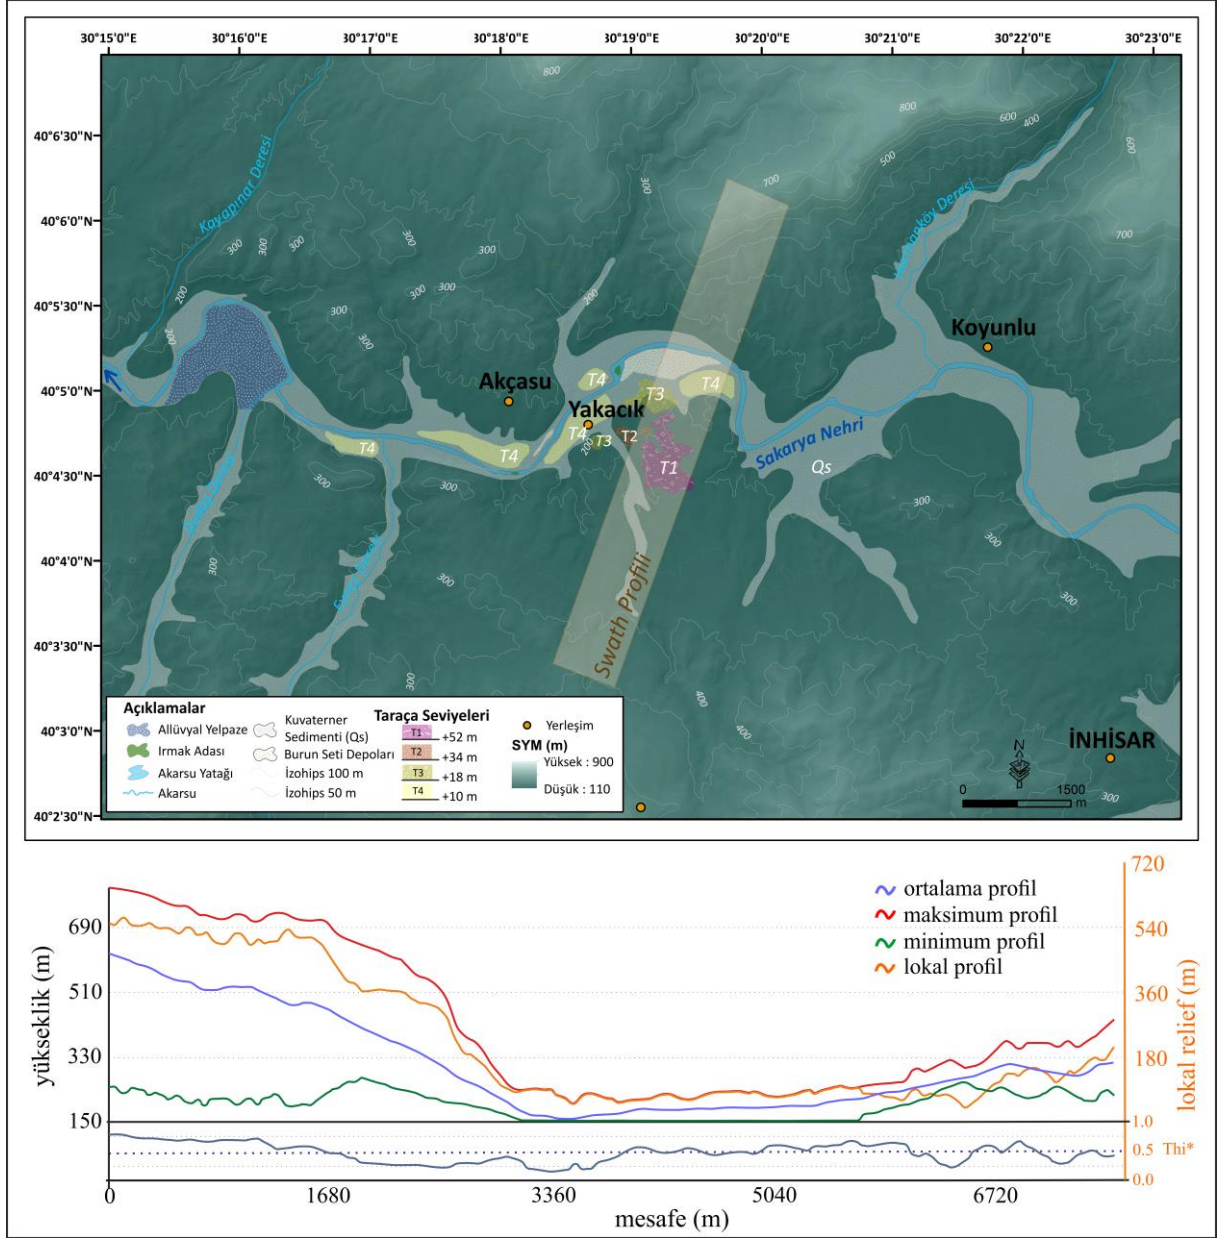 30°15'0"E 30°16'0"E 30°17'0"E 30°18'0"E 30°19'0"E 30°20'0"E 30°21'0"E 30°22'0"E 30°23'0"E
40°6'30"N
40°6'0"N
40°5'30"N
40°5'0"N
40°4'30"N
40°4'0"N
40°3'30"N
40°3'0"N
40°2'30"N
800
800
600
400
600
500
700
300
700
Kayapınar Deresi
300
300
300
300
300
200
300
300
200
300
200
300
Koyunlu
Akçasu
T4
T3
T4
Yakacık
T4
T3
T2
200
T1
T4
T4
Sakarya Nehri
Qs
300
300
300
300
300
300
300
300
400
400
300
Swath Profili
İNHİSAR
N
0 1500
m
Açıklamalar
Allüvyal Yelpaze
Irmak Adası
Akarsu Yatağı
Akarsu
Kuvaterner
Sedimenti (Qs)
Burun Seti Depoları
İzohips 100 m
İzohips 50 m
Taraça Seviyeleri
T1 +52 m
T2 +34 m
T3 +18 m
T4 +10 m
Yerleşim
SYM (m)
Yüksek : 900
Düşük : 110
yükseklik (m)
690
510
330
150
ortalama profil
maksimum profil
minimum profil
lokal profil
720
540
360
180
1.0
0.5 Thi*
0.0
lokal relief (m)
0 1680 3360 5040 6720
mesafe (m)